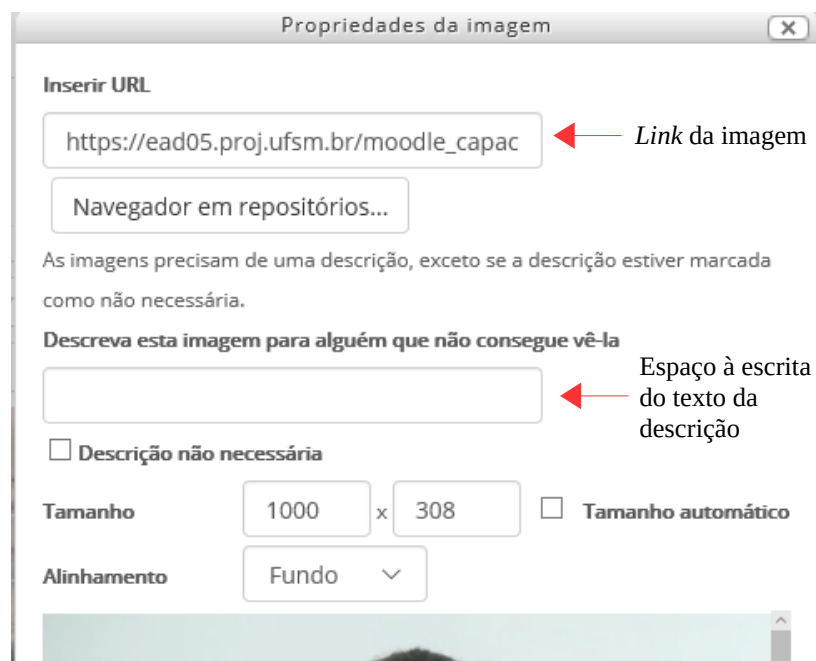 Propriedades da imagem
Inserir URL
https://ead05.proj.ufsm.br/moodle_capac
Link da imagem
Navegador em repositórios...
As imagens precisam de uma descrição, exceto se a descrição estiver marcada
como não necessária.
Descreva esta imagem para alguém que não consegue vê-la
Espaço à escrita
do texto da
descrição
Descrição não necessária
Tamanho 1000 x 308 Tamanho automático
Alinhamento Fundo